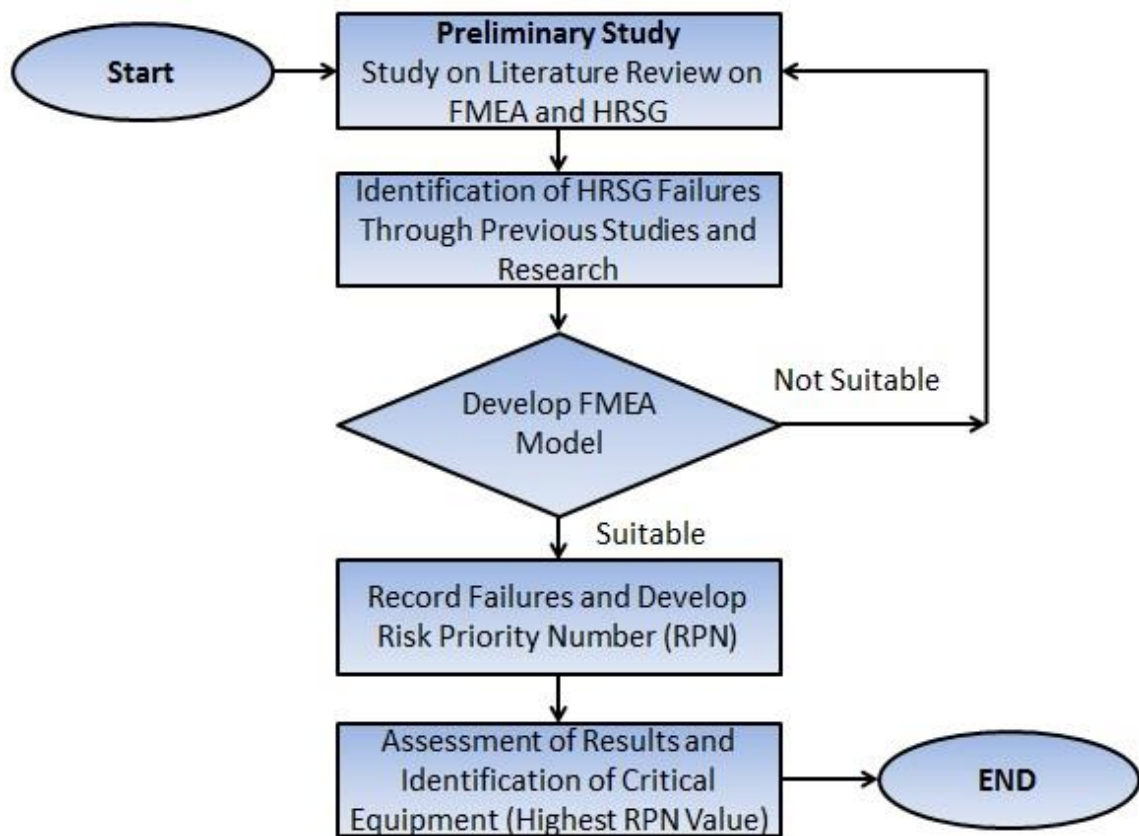 Start
Preliminary Study
Study on Literature Review on
FMEA and HRSG
Identification of HRSG Failures
Through Previous Studies and
Research
Develop FMEA
Model
Not Suitable
Suitable
Record Failures and Develop
Risk Priority Number (RPN)
Assessment of Results and
Identification of Critical
Equipment (Highest RPN Value)
END